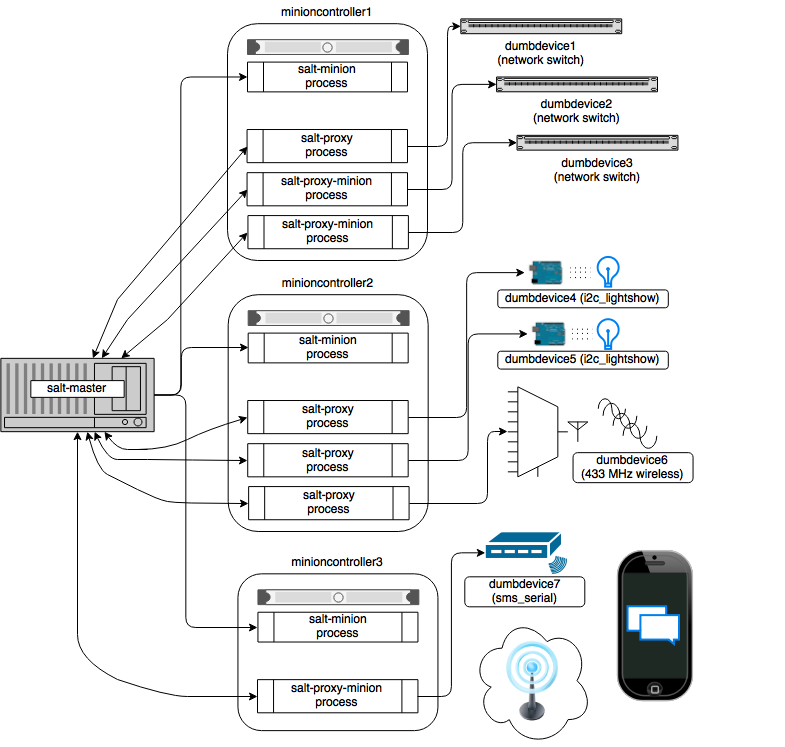 minioncontroller1
salt-minion
process
salt-proxy
process
salt-proxy-minion
process
salt-proxy-minion
process
dumbdevice1
(network switch)
dumbdevice2
(network switch)
dumbdevice3
(network switch)
minioncontroller2
salt-minion
process
salt-proxy
process
salt-proxy
process
salt-proxy
process
dumbdevice4 (i2c_lightshow)
dumbdevice5 (i2c_lightshow)
dumbdevice6
(433 MHz wireless)
salt-master
minioncontroller3
salt-minion
process
salt-proxy-minion
process
dumbdevice7
(sms_serial)